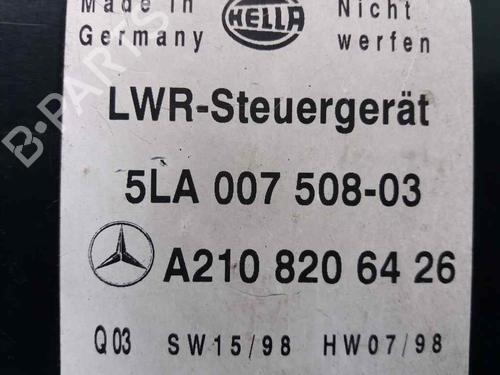 Made in
Germany
HELLA
Nicht
werfen
LWR-Steuergerät
5LA 007 508-03
A210 820 64 26
Q03 SW15/98 HW07/98
B-PARTS